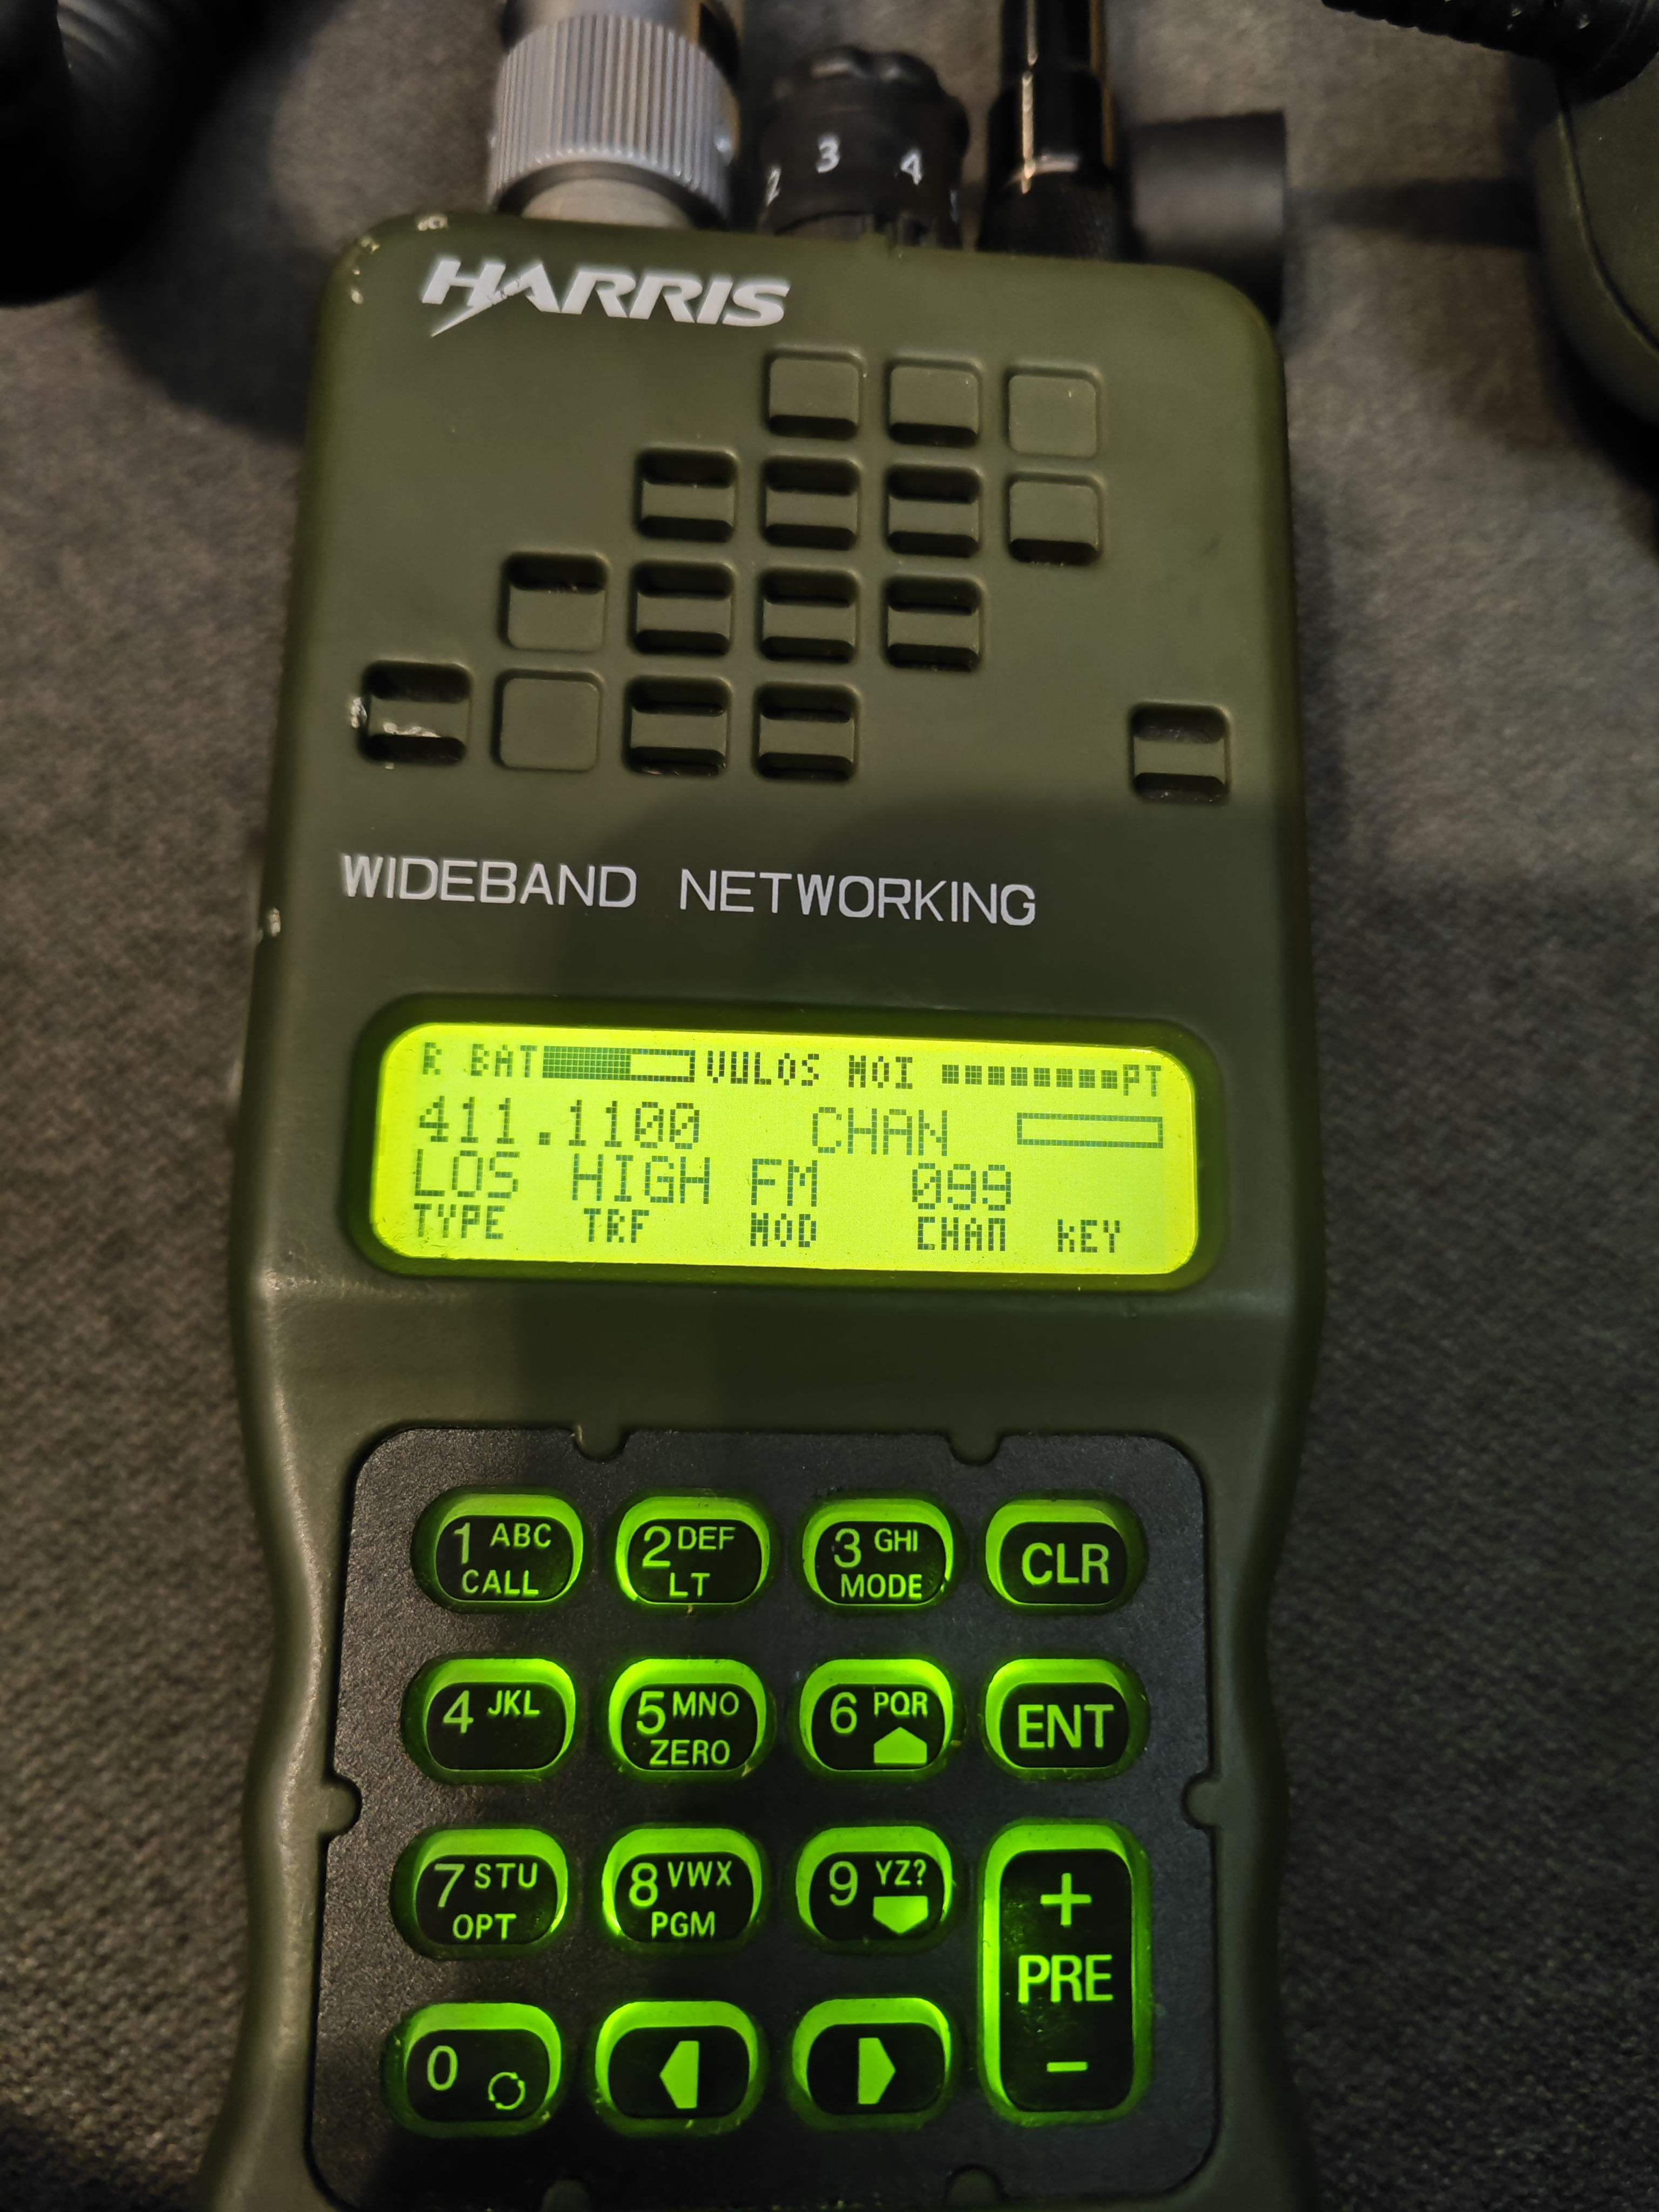 2 3 4
HARRIS
WIDEBAND NETWORKING
R BAT VULOS NOI PT
411.1100 CHAN
LOS HIGH FM 099
TYPE TRF MOD CHAN KEY
1 ABC CALL
2 DEF LT
3 GHI MODE
CLR
4 JKL
5 MNO ZERO
6 PQR
ENT
7 STU OPT
8 VWX PGM
9 YZ?
+ PRE -
0